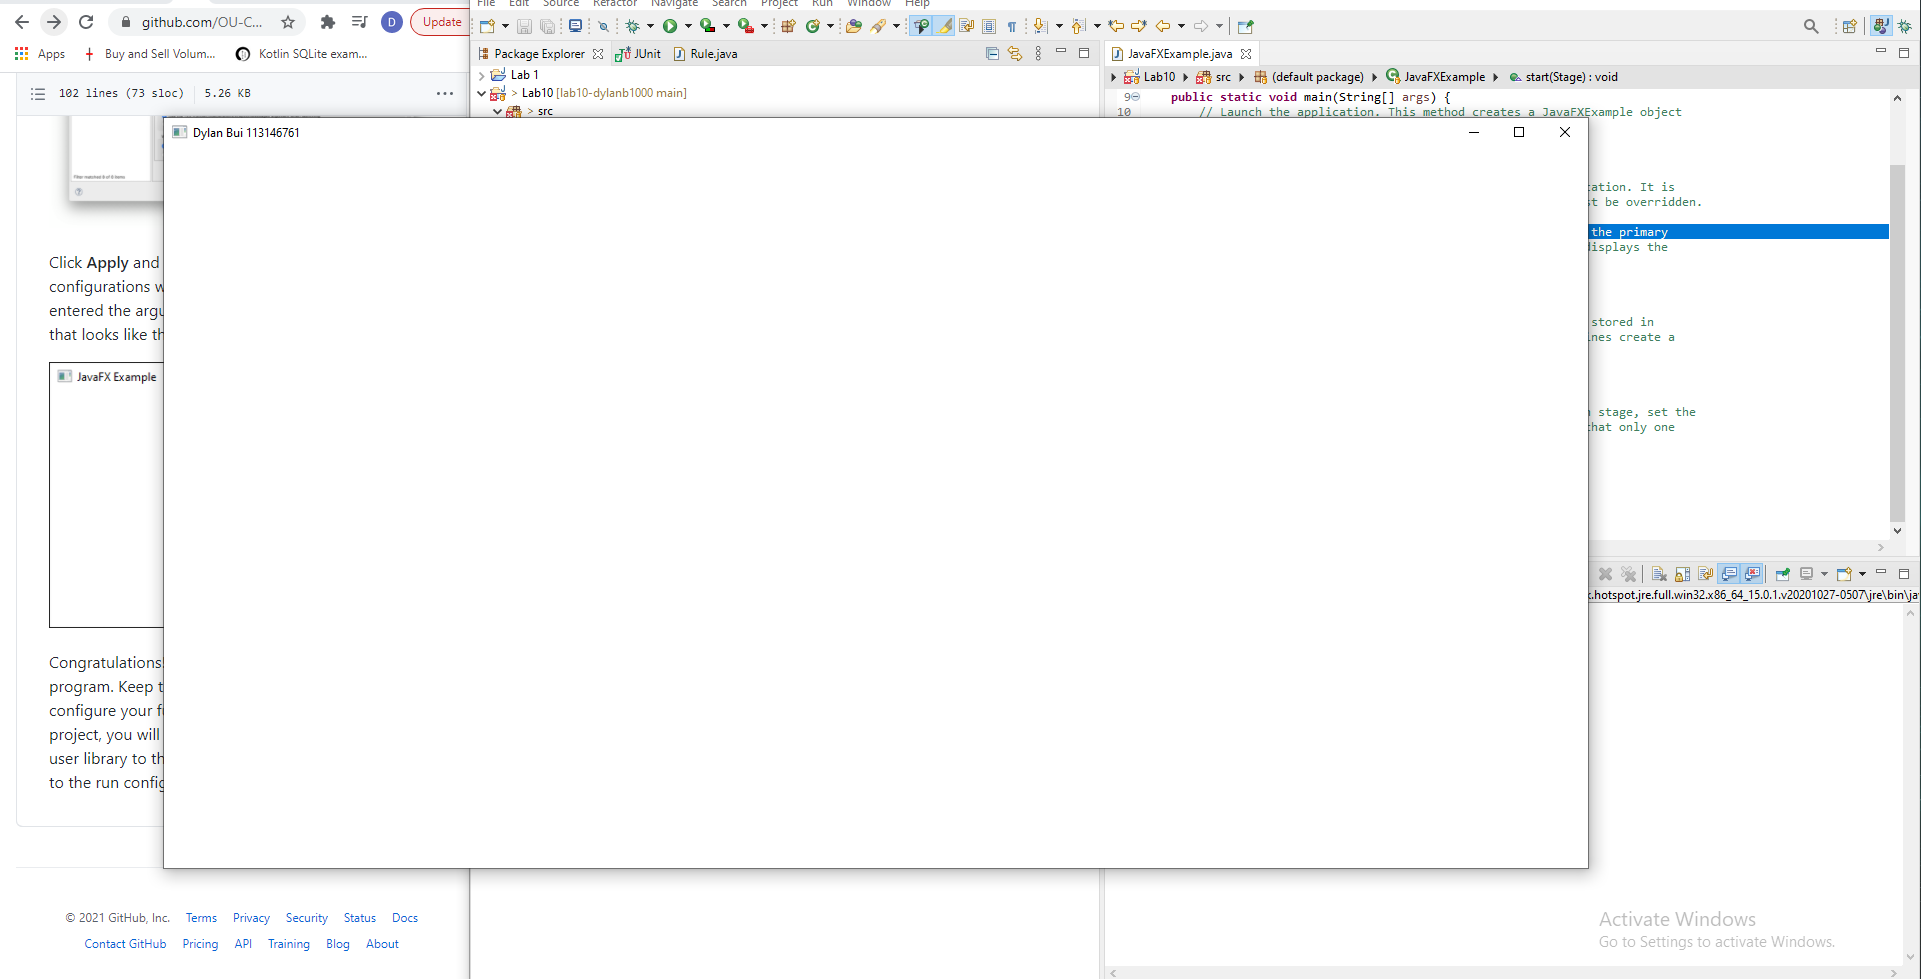 github.com/OU-C...
D
Update
Apps
Buy and Sell Volum...
Kotlin SQLite exam...
102 lines (73 sloc)
5.26 KB
Click Apply and
configurations w
entered the argu
that looks like th
JavaFX Example
Congratulations!
program. Keep t
configure your f
project, you will
user library to th
to the run config
© 2021 GitHub, Inc. Terms Privacy Security Status Docs
Contact GitHub Pricing API Training Blog About
File Edit Source Refactor Navigate Search Project Run Window Help
Package Explorer
JUnit
Rule.java
Lab 1
> Lab10 [lab10-dylanb1000 main]
> src
Dylan Bui 113146761
JavaFXExample.java
Lab10
src
(default package)
JavaFXExample
start(Stage) : void
9 public static void main(String[] args) {
10 // Launch the application. This method creates a JavaFXExample object
ation. It is
t be overridden.
the primary
isplays the
stored in
nes create a
stage, set the
hat only one
k.hotspot.jre.full.win32.x86_64_15.0.1.v20201027-0507\jre\bin\ja
Activate Windows
Go to Settings to activate Windows.